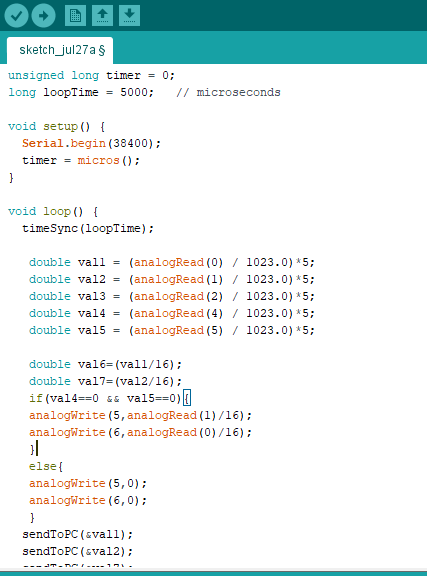 sketch_jul27a §
unsigned long timer = 0;
long loopTime = 5000;   // microseconds
void setup() {
  Serial.begin(38400);
  timer = micros();
}
void loop() {
  timeSync(loopTime);
   double val1 = (analogRead(0) / 1023.0)*5;
   double val2 = (analogRead(1) / 1023.0)*5;
   double val3 = (analogRead(2) / 1023.0)*5;
   double val4 = (analogRead(4) / 1023.0)*5;
   double val5 = (analogRead(5) / 1023.0)*5;
   double val6=(val1/16);
   double val7=(val2/16);
   if(val4==0 && val5==0){
   analogWrite(5,analogRead(1)/16);
   analogWrite(6,analogRead(0)/16);
   }
   else{
   analogWrite(5,0);
   analogWrite(6,0);
   }
  sendToPC(&val1);
  sendToPC(&val2);